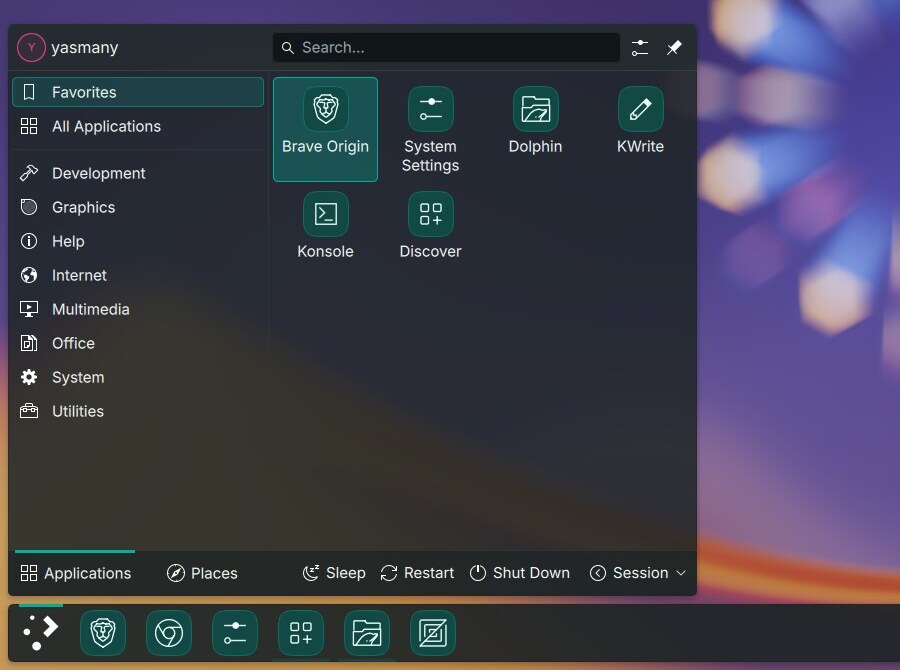 Y yasmany
Search...
Favorites
All Applications
Development
Graphics
Help
Internet
Multimedia
Office
System
Utilities
Brave Origin
System
Settings
Dolphin
KWrite
Konsole
Discover
Applications
Places
Sleep
Restart
Shut Down
Session